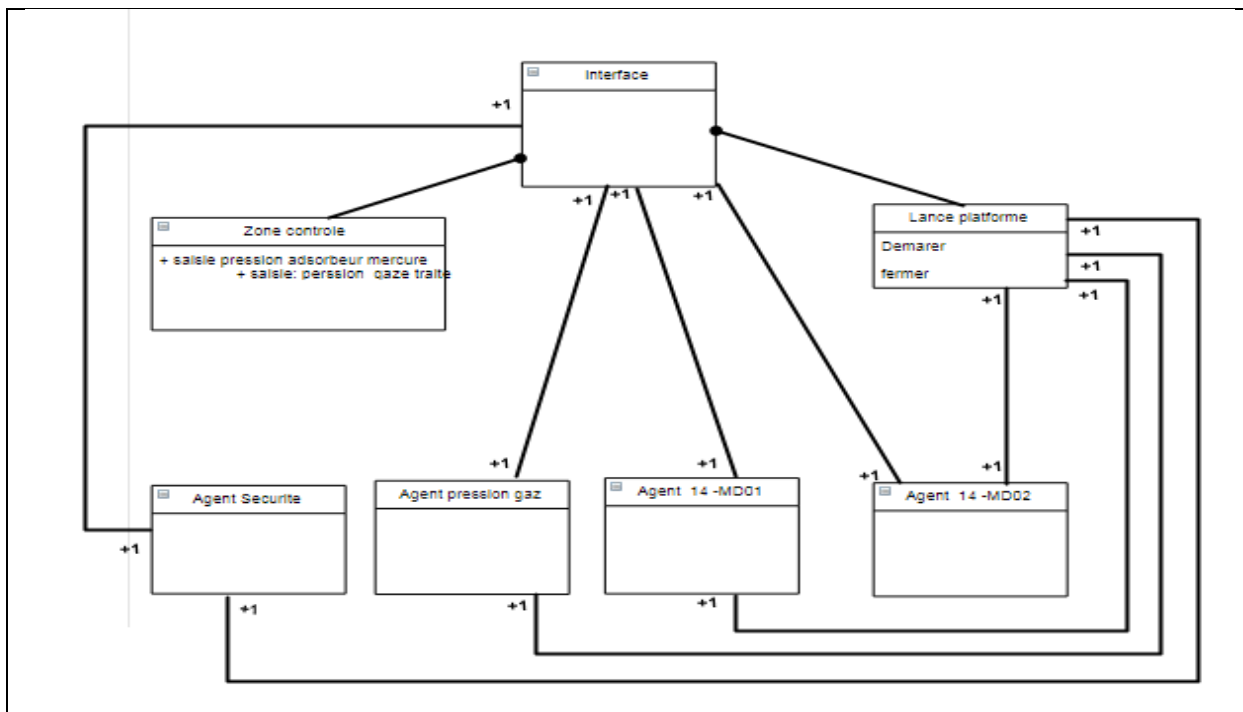 Interface
+1
+1
+1
+1
Zone controle
+ saisie pression adsorbeur mercure
+ saisie: perssion gaze traite
Lance platforme
Demarer
fermer
+1
+1
+1
+1
+1
+1
+1
+1
Agent Securite
Agent pression gaz
Agent 14 -MD01
Agent 14 -MD02
+1
+1
+1
+1